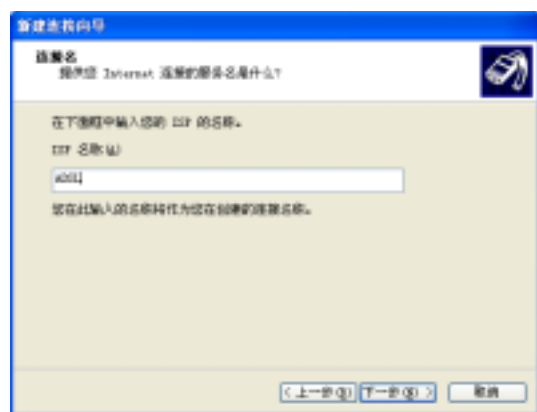 新建连接向导
连接名
提供您 Internet 连接的服务名是什么?
在下面框中输入您的 ISP 的名称。
ISP 名称(A)
您在此输入的名称将作为您在创建的连接名称。
<上一步(B) 下一步(N)> 取消